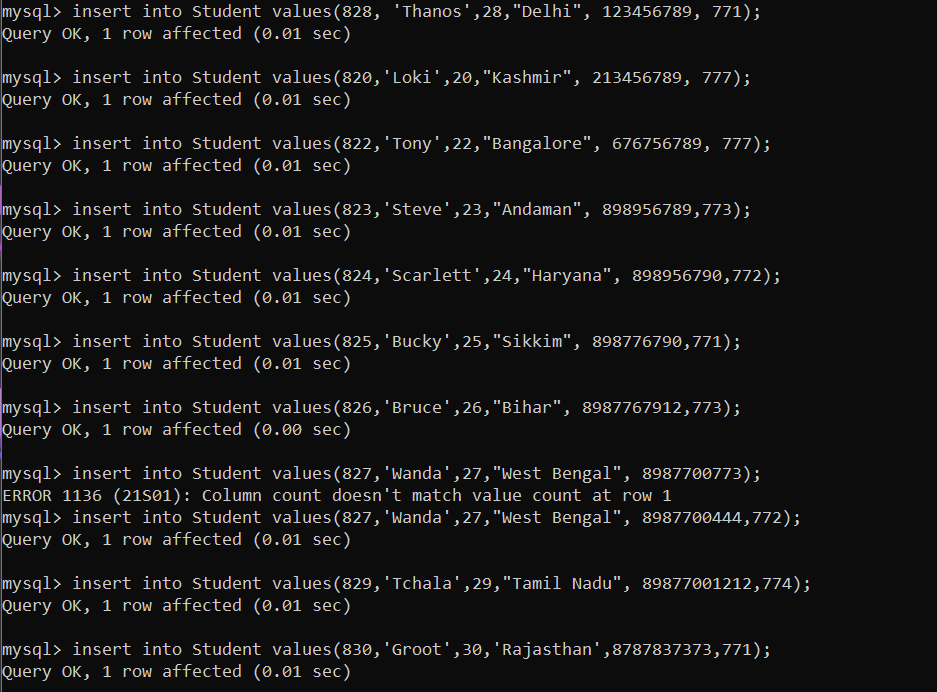 mysql> insert into Student values(828, 'Thanos',28,"Delhi", 123456789, 771);
Query OK, 1 row affected (0.01 sec)
mysql> insert into Student values(820,'Loki',20,"Kashmir", 213456789, 777);
Query OK, 1 row affected (0.01 sec)
mysql> insert into Student values(822,'Tony',22,"Bangalore", 676756789, 777);
Query OK, 1 row affected (0.01 sec)
mysql> insert into Student values(823,'Steve',23,"Andaman", 898956789,773);
Query OK, 1 row affected (0.01 sec)
mysql> insert into Student values(824,'Scarlett',24,"Haryana", 898956790,772);
Query OK, 1 row affected (0.01 sec)
mysql> insert into Student values(825,'Bucky',25,"Sikkim", 898776790,771);
Query OK, 1 row affected (0.01 sec)
mysql> insert into Student values(826,'Bruce',26,"Bihar", 8987767912,773);
Query OK, 1 row affected (0.00 sec)
mysql> insert into Student values(827,'Wanda',27,"West Bengal", 8987700773);
ERROR 1136 (21S01): Column count doesn't match value count at row 1
mysql> insert into Student values(827,'Wanda',27,"West Bengal", 8987700444,772);
Query OK, 1 row affected (0.01 sec)
mysql> insert into Student values(829,'Tchala',29,"Tamil Nadu", 89877001212,774);
Query OK, 1 row affected (0.01 sec)
mysql> insert into Student values(830,'Groot',30,'Rajasthan',8787837373,771);
Query OK, 1 row affected (0.01 sec)